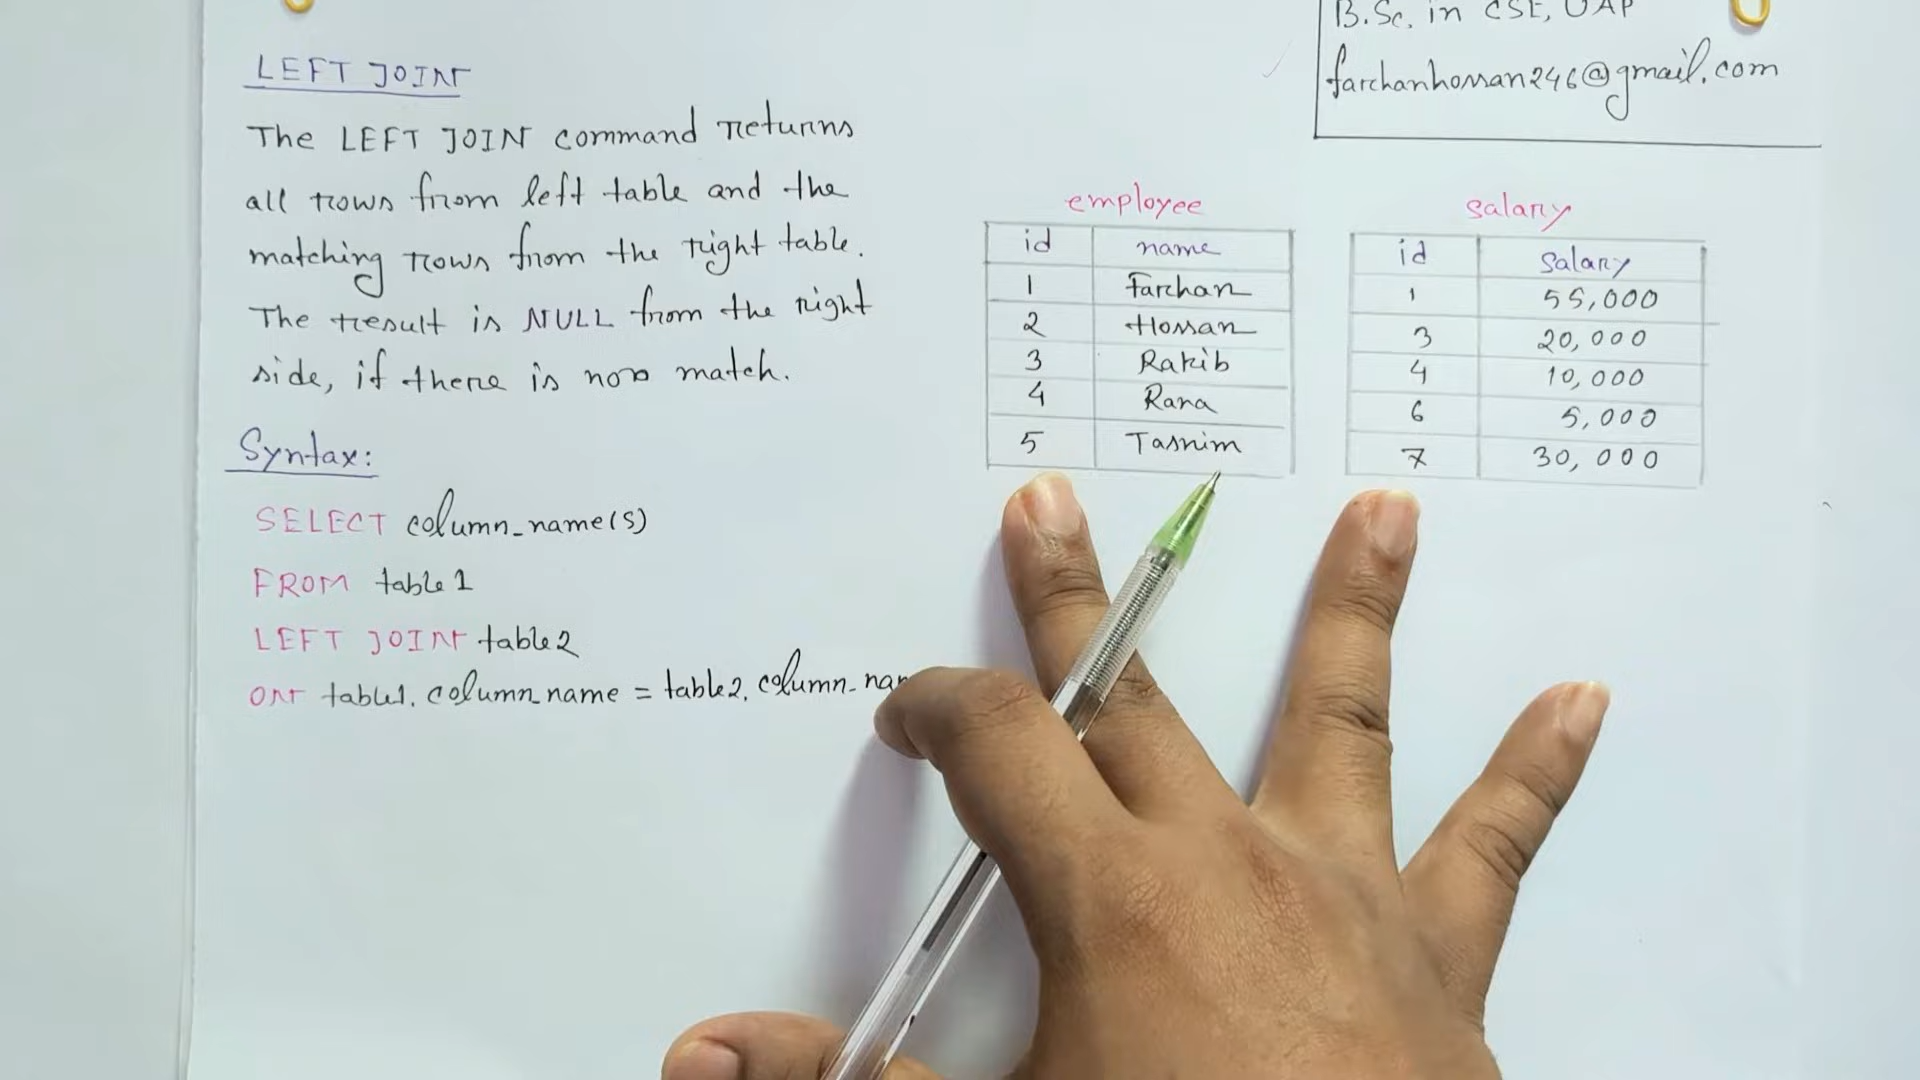 B.Sc. in CSE, UAP
farhanhossan246@gmail.com
LEFT JOIN
The LEFT JOIN command returns
all rows from left table and the
matching rows from the right table.
The result is NULL from the right
side, if there is no match.
Syntax:
SELECT column_name(s)
FROM table1
LEFT JOIN table2
ON table1.column_name = table2.column_nam
employee
id name
1 Farhan
2 Hossan
3 Rakib
4 Rana
5 Tasnim
salary
id salary
1 55,000
3 20,000
4 10,000
6 5,000
7 30,000